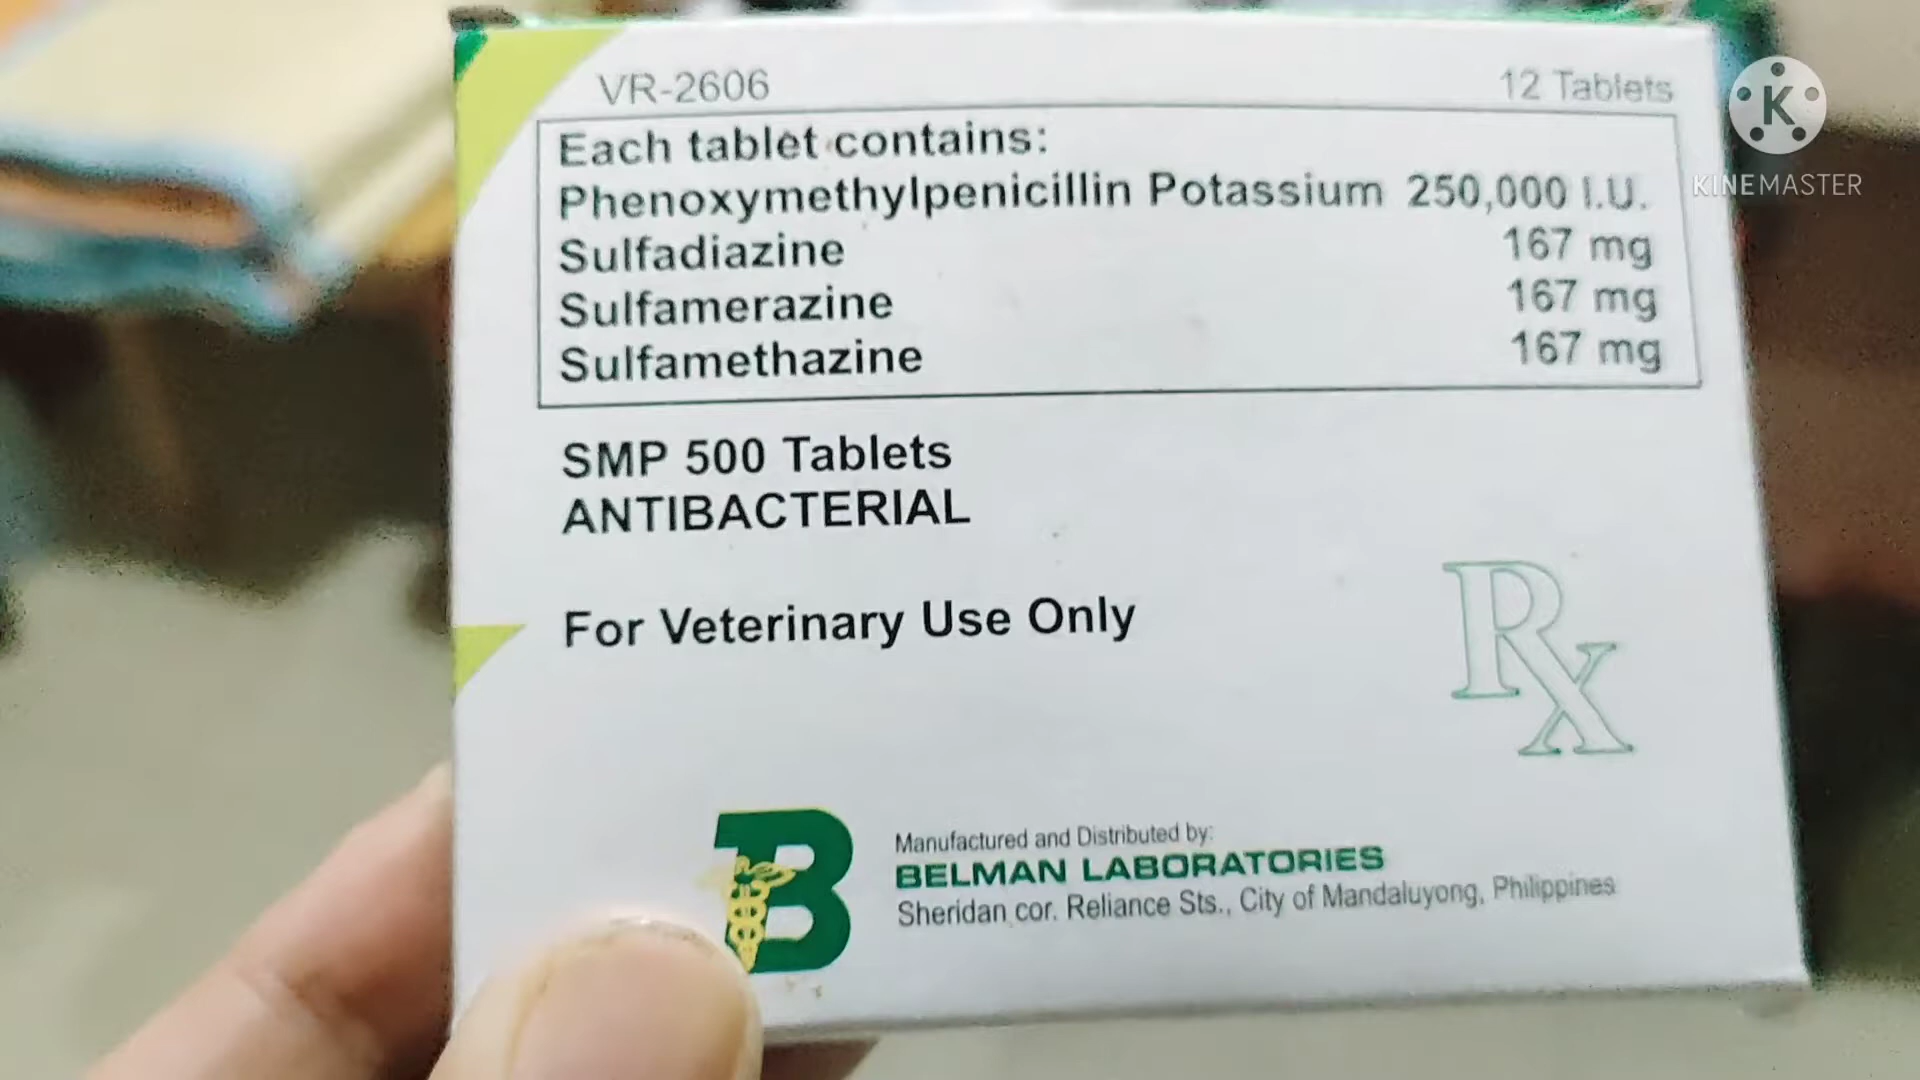 VR-2606 12 Tablets
Each tablet contains:
Phenoxymethylpenicillin Potassium 250,000 I.U.
Sulfadiazine 167 mg
Sulfamerazine 167 mg
Sulfamethazine 167 mg
SMP 500 Tablets
ANTIBACTERIAL
For Veterinary Use Only
Rx
B
Manufactured and Distributed by:
BELMAN LABORATORIES
Sheridan cor. Reliance Sts., City of Mandaluyong, Philippines
K
KINEMASTER